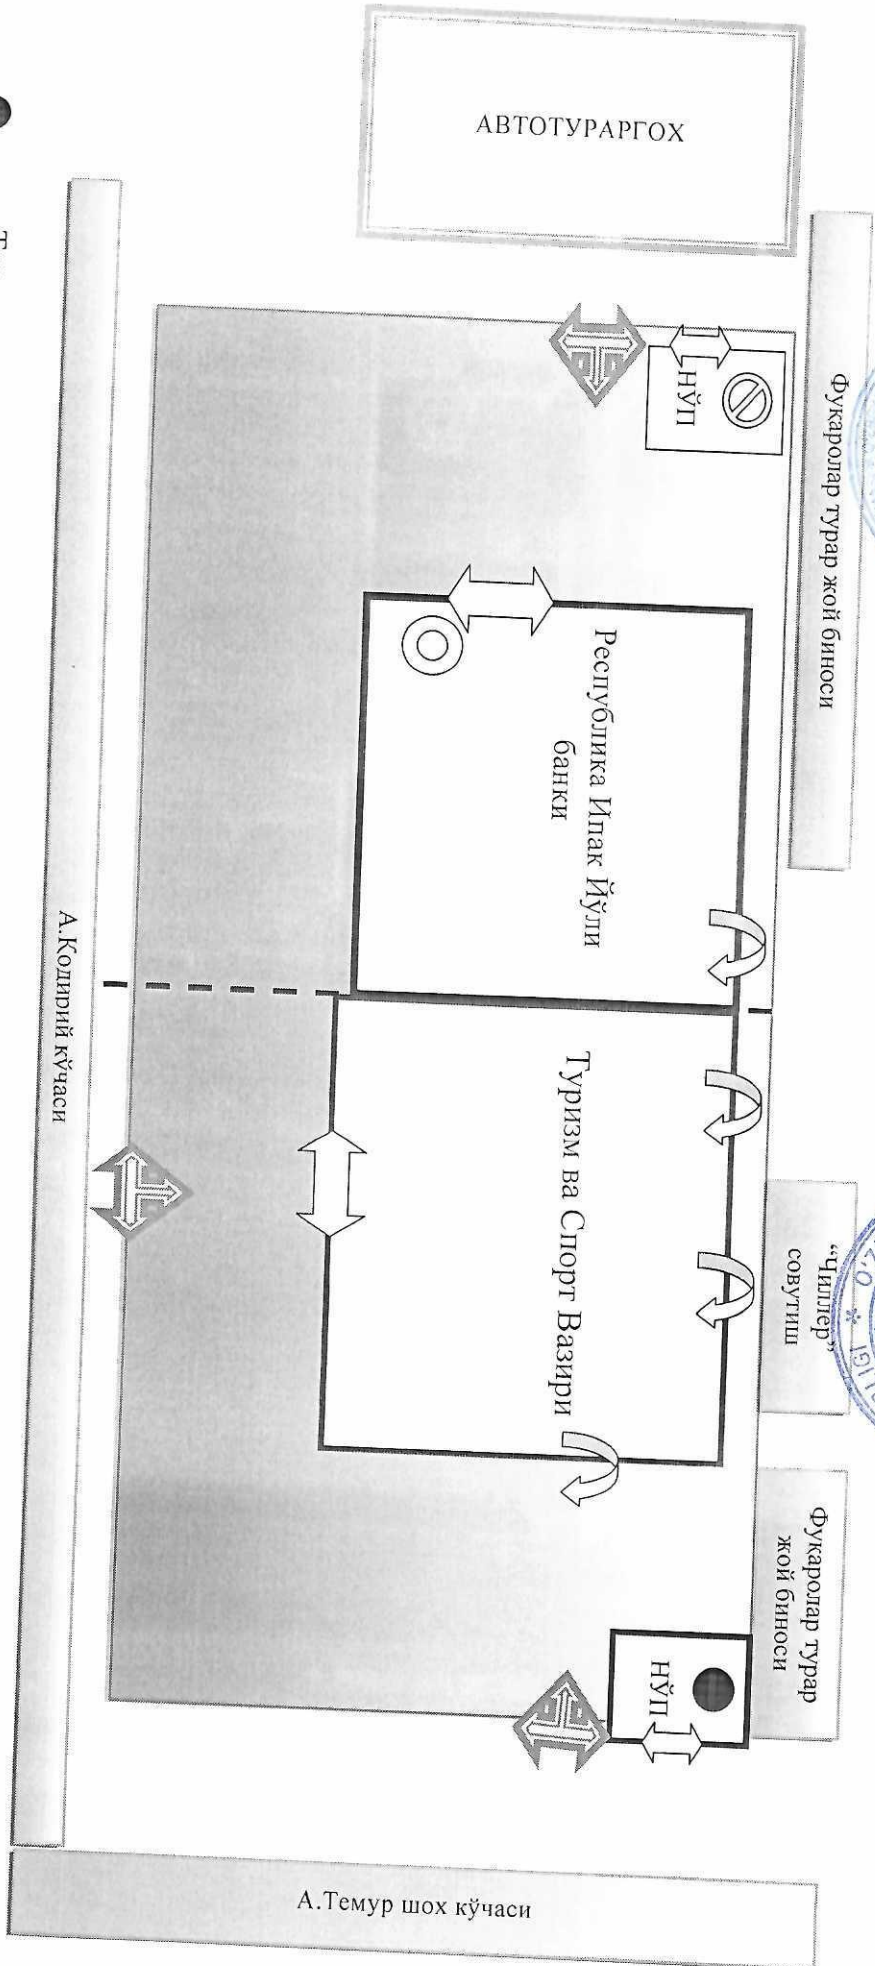 АВТОТУРАРГОХ
Фукаролар турар жой биноси
НЎП
Республика Ипак Йўли
банки
Туризм ва Спорт Вазири
“Чиллер”
совутиш
Фукаролар турар
жой биноси
НЎП
А.Кодирий кўчаси
А.Темур шох кўчаси